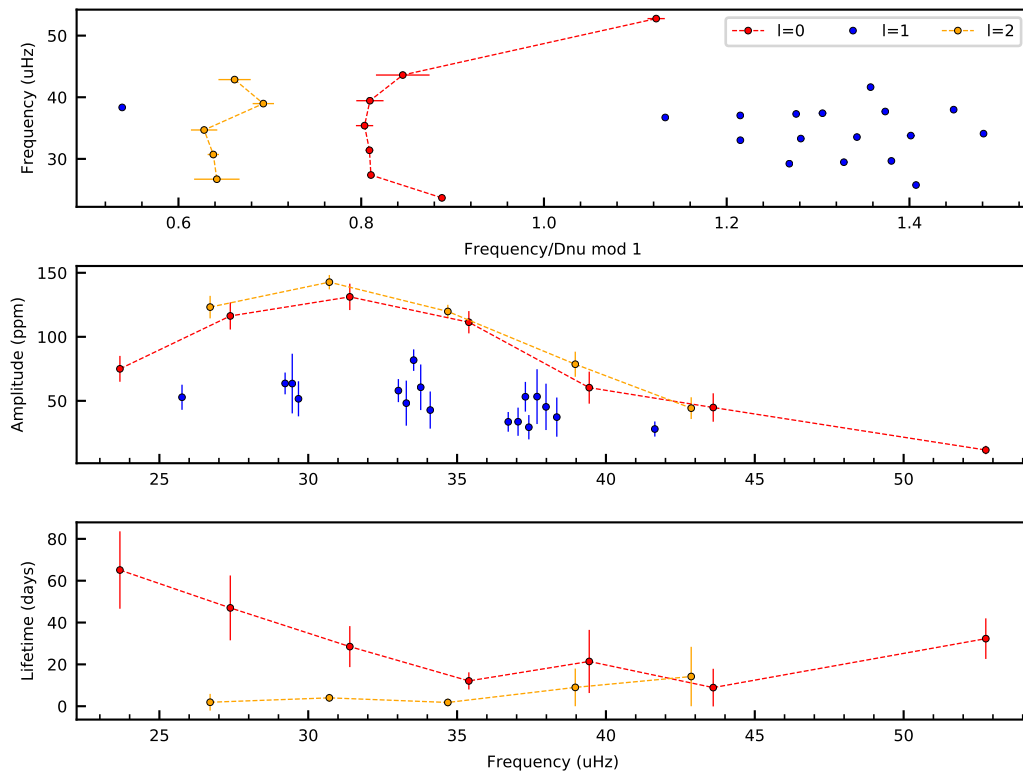 Frequency (uHz)
50
40
30
l=0 l=1 l=2
0.6 0.8 1.0 1.2 1.4
Frequency/Dnu mod 1
Amplitude (ppm)
150
100
50
25 30 35 40 45 50
Lifetime (days)
80
60
40
20
0
25 30 35 40 45 50
Frequency (uHz)